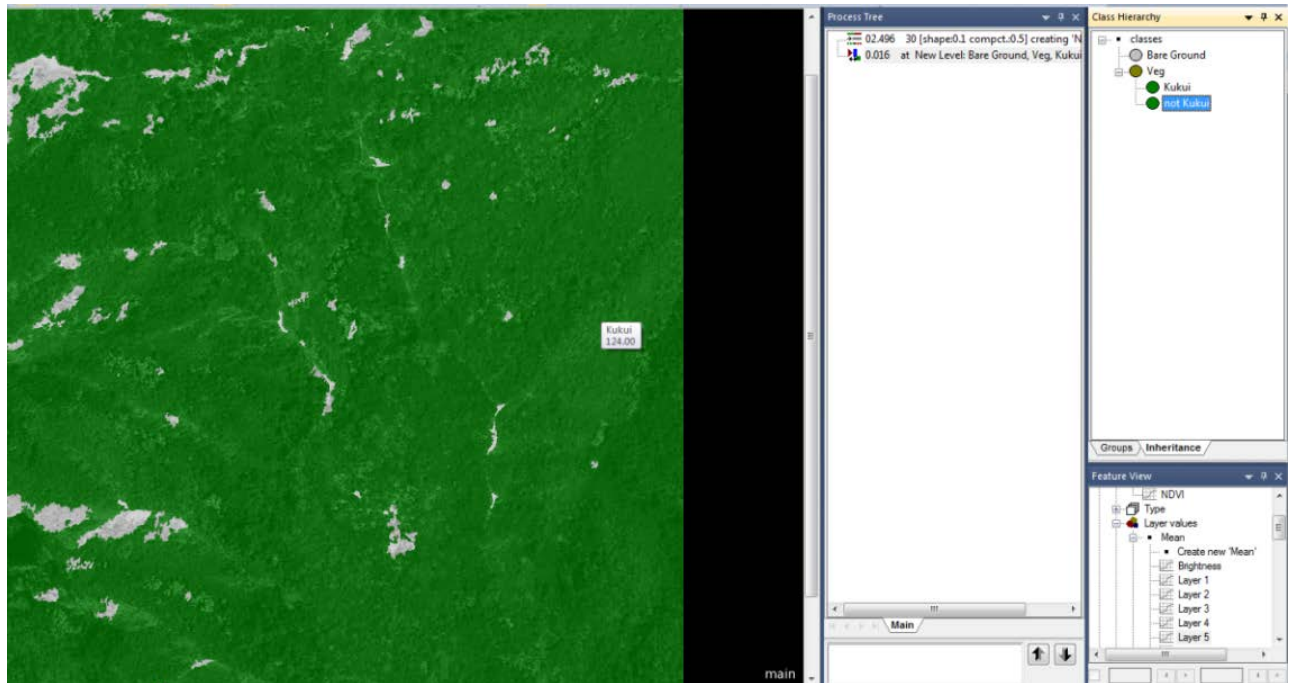 Process Tree
02.496 30 [shape:0.1 compct.:0.5] creating 'N
0.016 at New Level: Bare Ground, Veg, Kukui
Main
Class Hierarchy
classes
Bare Ground
Veg
Kukui
not Kukui
Groups
Inheritance
Feature View
NDVI
Type
Layer values
Mean
Create new 'Mean'
Brightness
Layer 1
Layer 2
Layer 3
Layer 4
Layer 5
Kukui
124.00
main